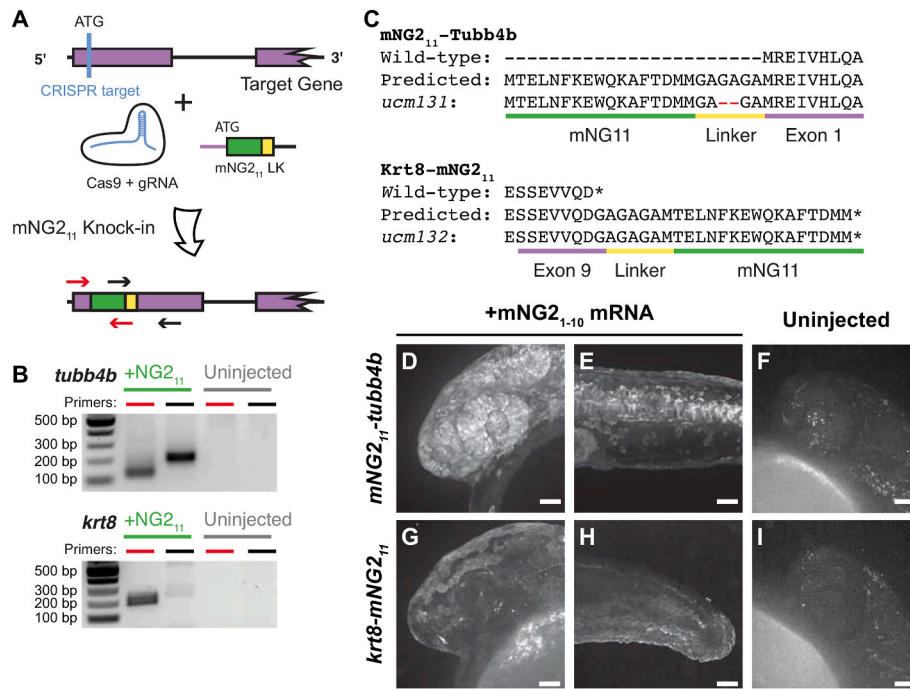 A
ATG
5'
3'
CRISPR target
Target Gene
+
ATG
mNG2₁₁ LK
Cas9 + gRNA
mNG2₁₁ Knock-in
B
tubb4b
+NG2₁₁
Uninjected
Primers:
500 bp
300 bp
200 bp
100 bp
krt8
+NG2₁₁
Uninjected
Primers:
500 bp
300 bp
200 bp
100 bp
C
mNG2₁₁-Tubb4b
Wild-type: ----------------------MREIVHLQA
Predicted: MTELNFKEWQKAFTDMMGAGAGAMREIVHLQA
ucm131: MTELNFKEWQKAFTDMMGA--GAMREIVHLQA
mNG11 Linker Exon 1
Krt8-mNG2₁₁
Wild-type: ESSEVVQD*
Predicted: ESSEVVQDGAGAGAMTELNFKEWQKAFTDMM*
ucm132: ESSEVVQDGAGAGAMTELNFKEWQKAFTDMM*
Exon 9 Linker mNG11
+mNG2₁₋₁₀ mRNA
Uninjected
mNG2₁₁-tubb4b
D
E
F
krt8-mNG2₁₁
G
H
I